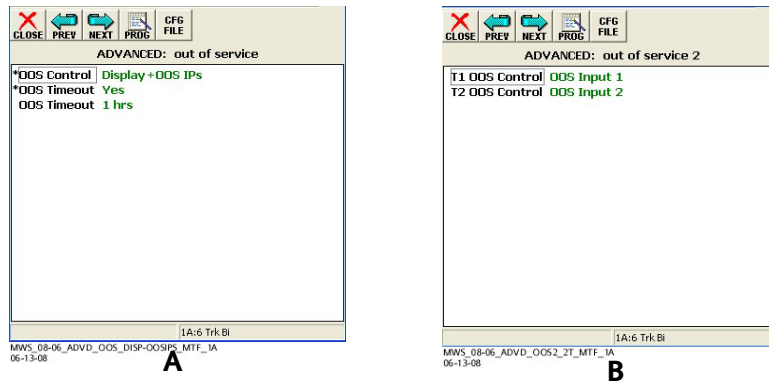 CLOSE PREV NEXT PROG CFG FILE
ADVANCED: out of service
*OOS Control Display+OOS IPs
*OOS Timeout Yes
OOS Timeout 1 hrs
1A:6 Trk Bi
MWS_08-06_ADVD_OOS_DISP-OOSIPS_MTF_1A
06-13-08
A
CLOSE PREV NEXT PROG CFG FILE
ADVANCED: out of service 2
T1 OOS Control OOS Input 1
T2 OOS Control OOS Input 2
1A:6 Trk Bi
MWS_08-06_ADVD_OOS2_2T_MTF_1A
06-13-08
B